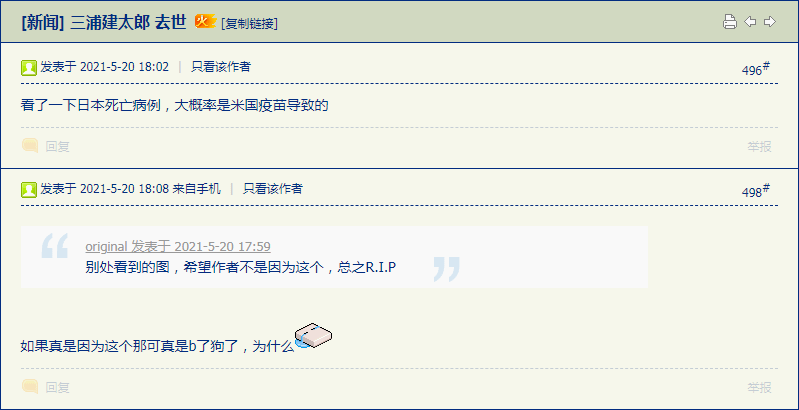 [新闻] 三浦建太郎 去世 火 [复制链接]
发表于 2021-5-20 18:02 | 只看该作者 496#
看了一下日本死亡病例，大概率是米国疫苗导致的
回复 举报
发表于 2021-5-20 18:08 来自手机 | 只看该作者 498#
original 发表于 2021-5-20 17:59
别处看到的图，希望作者不是因为这个，总之R.I.P
如果真是因为这个那可真是b了狗了，为什么
回复 举报